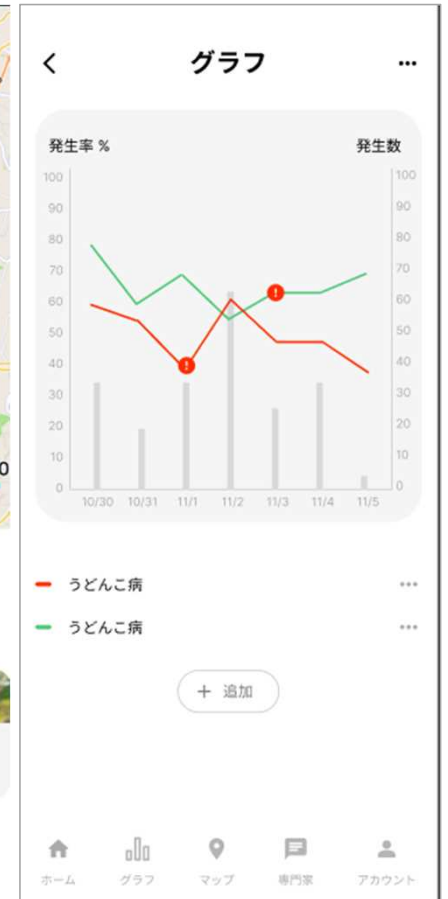 グラフ
•••
発生率 % 発生数
100 100
90 90
80 80
70 70
60 60
50 50
40 40
30 30
20 20
10 10
0 0
10/30 10/31 11/1 11/2 11/3 11/4 11/5
うどんこ病
うどんこ病
+ 追加
ホーム グラフ マップ 専門家 アカウント